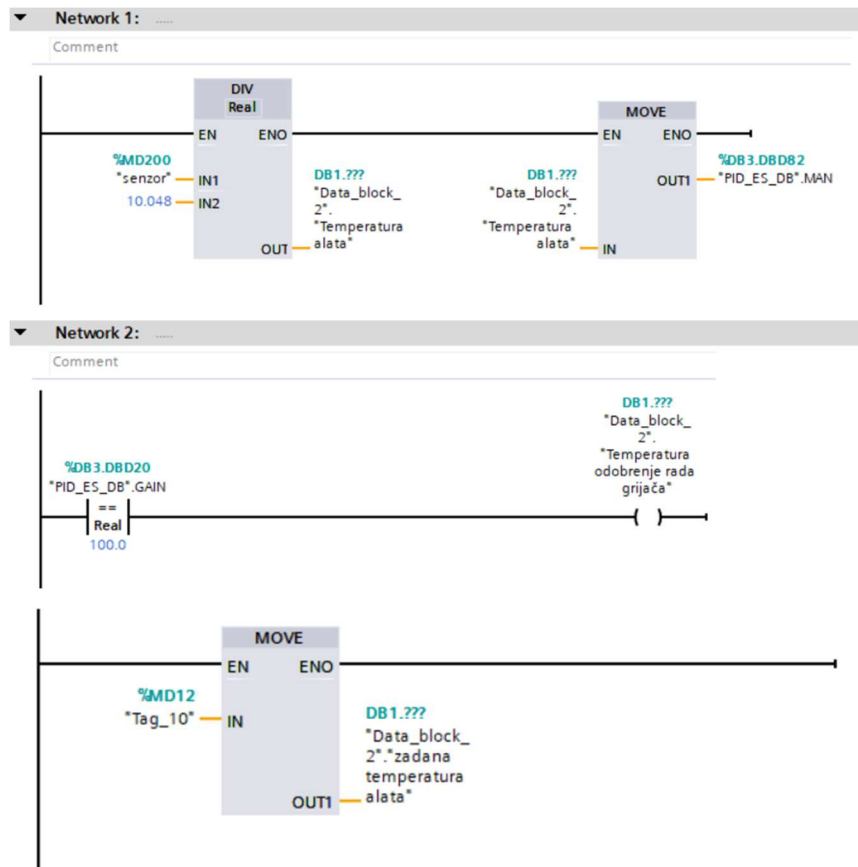 Network 1: .....
Comment
DIV
Real
EN ENO
%MD200
"senzor" IN1
10.048 IN2
OUT
DB1.???
"Data_block_
2".
"Temperatura
alata"
MOVE
EN ENO
DB1.???
"Data_block_
2".
"Temperatura
alata" IN
OUT1
%DB3.DBD82
"PID_ES_DB".MAN
Network 2: .....
Comment
%DB3.DBD20
"PID_ES_DB".GAIN
==
Real
100.0
DB1.???
"Data_block_
2".
"Temperatura
odobrenje rada
grijača"
MOVE
EN ENO
%MD12
"Tag_10" IN
OUT1
DB1.???
"Data_block_
2"."zadana
temperatura
alata"